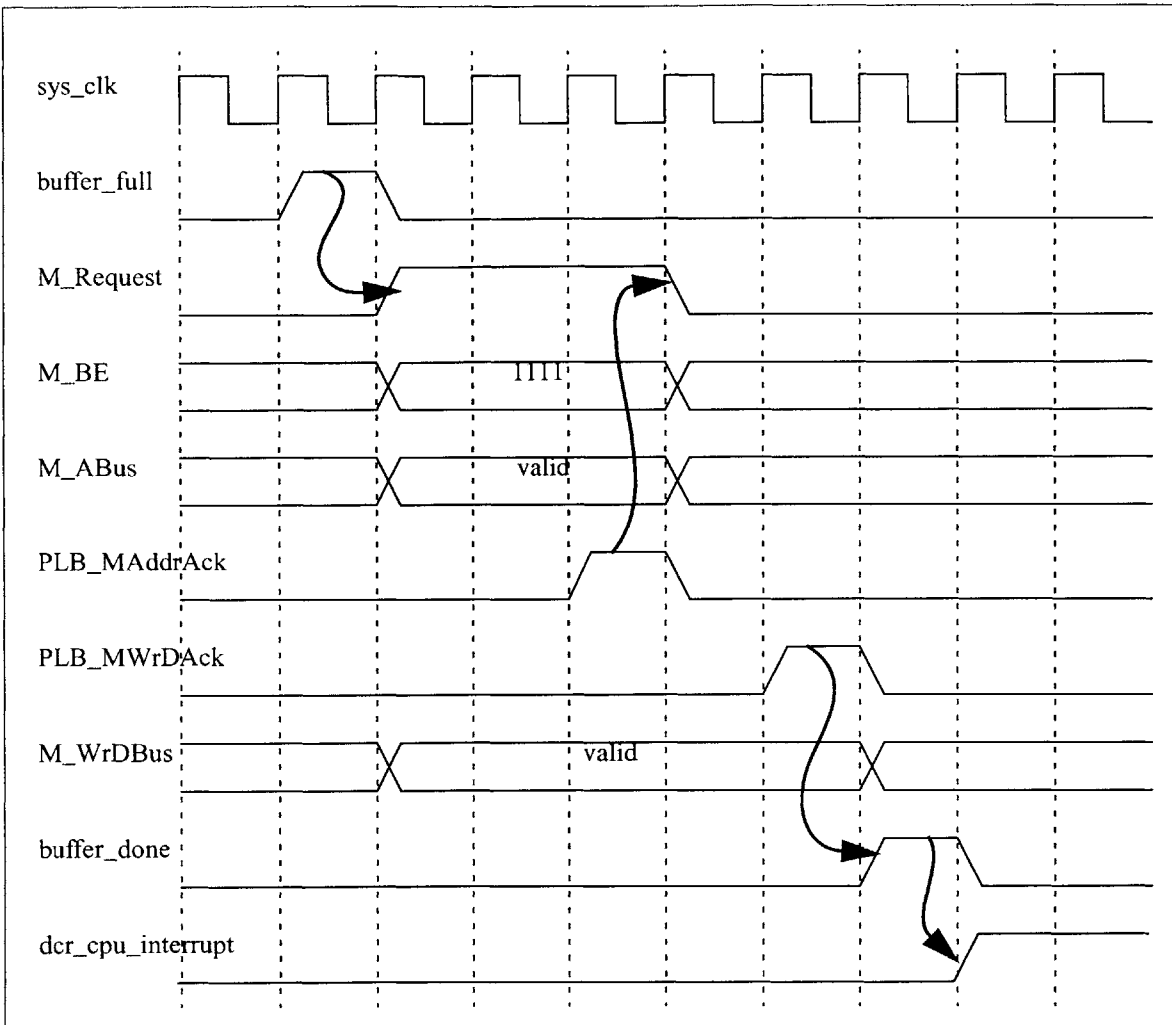 sys_clk
buffer_full
M_Request
M_BE
1111
M_ABus
valid
PLB_MAddrAck
PLB_MWrDAck
M_WrDBus
valid
buffer_done
dcr_cpu_interrupt